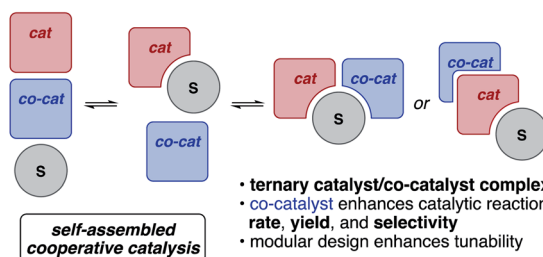 cat
co-cat
S
cat
S
co-cat
cat
co-cat
S
or
co-cat
cat
S
self-assembled
cooperative catalysis
• ternary catalyst/co-catalyst complex
• co-catalyst enhances catalytic reaction
rate, yield, and selectivity
• modular design enhances tunability